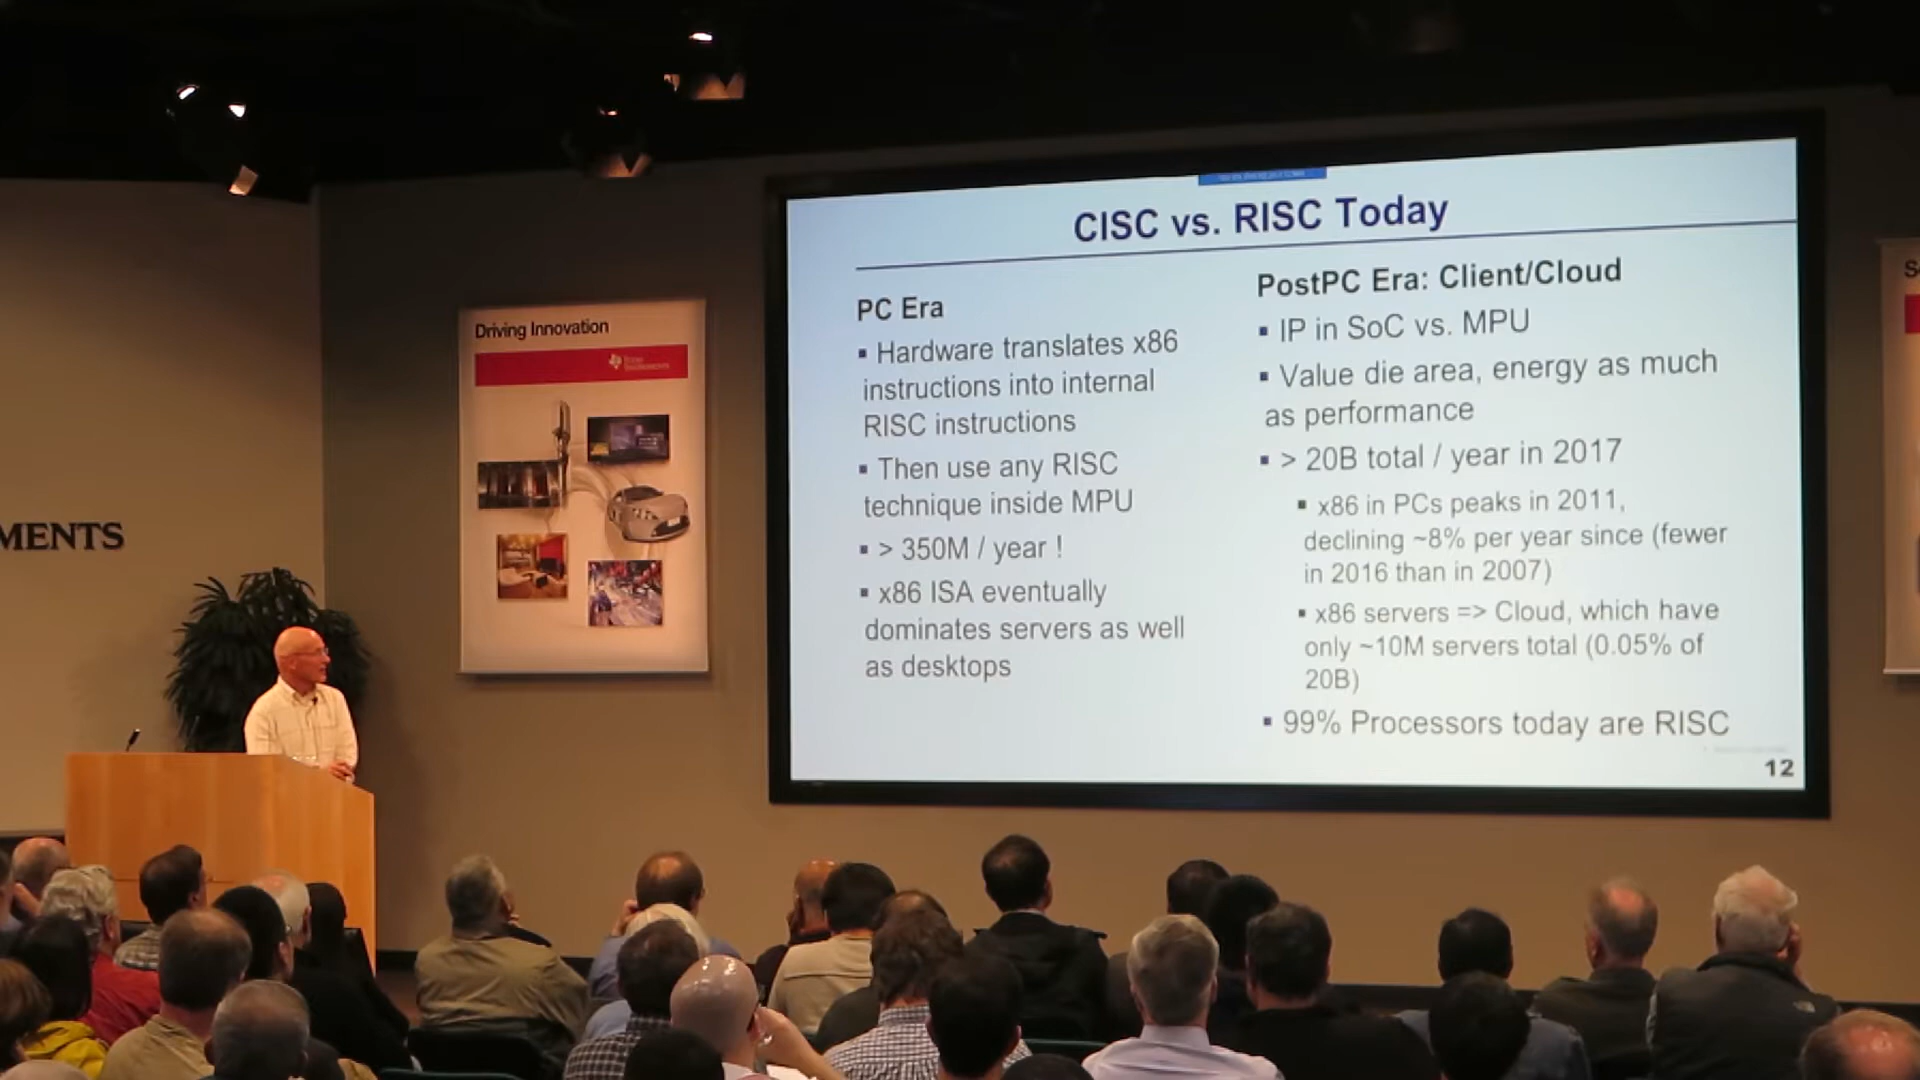 CISC vs. RISC Today
PC Era
▪ Hardware translates x86
instructions into internal
RISC instructions
▪ Then use any RISC
technique inside MPU
▪ > 350M / year !
▪ x86 ISA eventually
dominates servers as well
as desktops
PostPC Era: Client/Cloud
▪ IP in SoC vs. MPU
▪ Value die area, energy as much
as performance
▪ > 20B total / year in 2017
▪ x86 in PCs peaks in 2011,
declining ~8% per year since (fewer
in 2016 than in 2007)
▪ x86 servers => Cloud, which have
only ~10M servers total (0.05% of
20B)
▪ 99% Processors today are RISC
12
Driving Innovation
Texas
Instruments
MENTS